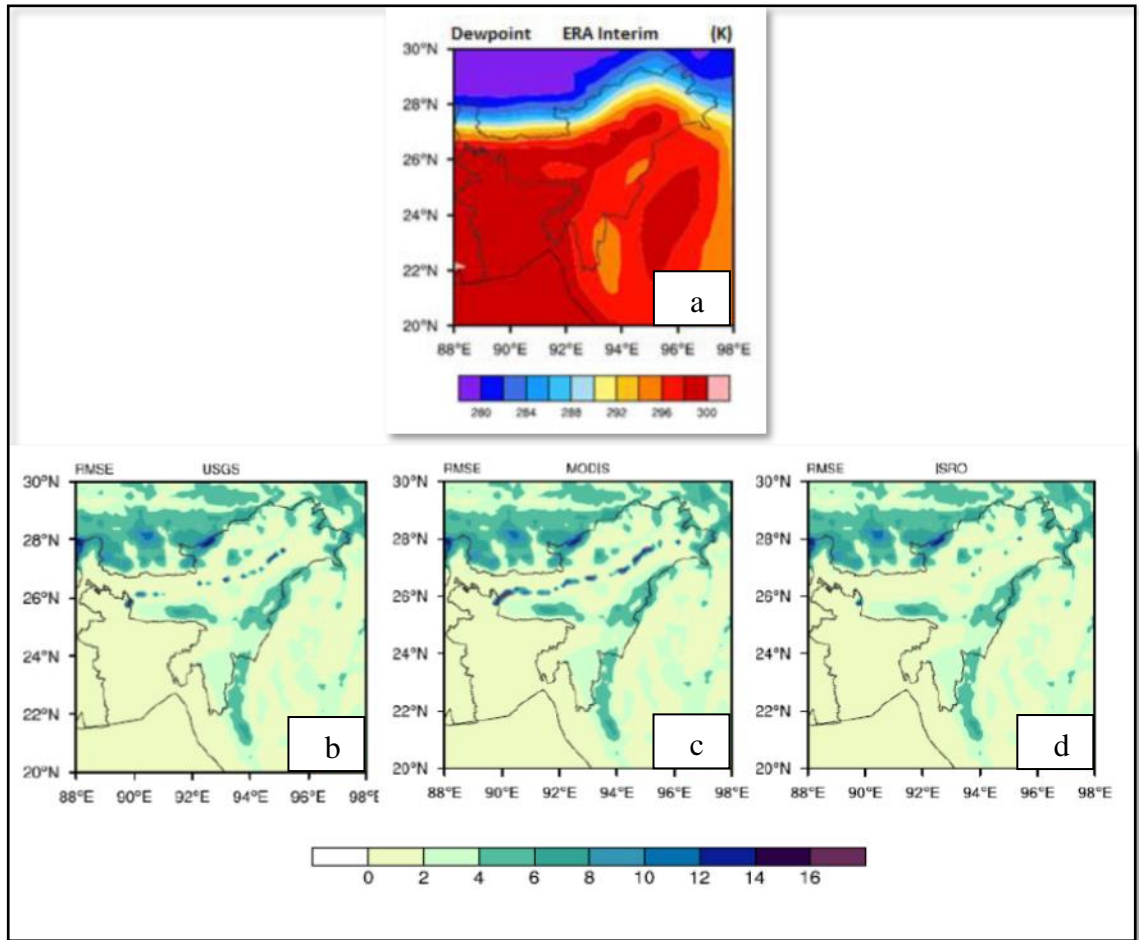 Dewpoint ERA Interim (K)
30°N
28°N
26°N
24°N
22°N
20°N
a
88°E 90°E 92°E 94°E 96°E 98°E
280 284 288 292 296 300
RMSE USGS
30°N
28°N
26°N
24°N
22°N
20°N
b
88°E 90°E 92°E 94°E 96°E 98°E
RMSE MODIS
30°N
28°N
26°N
24°N
22°N
20°N
c
88°E 90°E 92°E 94°E 96°E 98°E
RMSE ISRO
30°N
28°N
26°N
24°N
22°N
20°N
d
88°E 90°E 92°E 94°E 96°E 98°E
0 2 4 6 8 10 12 14 16